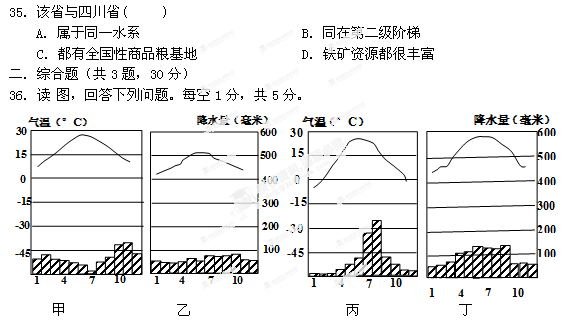 35. 该省与四川省(    )
A. 属于同一水系    B. 同在第二级阶梯
C. 都有全国性商品粮基地    D. 铁矿资源都很丰富
二. 综合题（共3题, 30分）
36. 读 图, 回答下列问题。每空1分，共5分。
气温(° C)    降水量(毫米)    气温(° C)    降水量(毫米)
30    600    30    600
15    500    15    500
0    400    0    400
-15    300    -15    300
-30    200    -30    200
-45    100    -45    100
1 4 7 10    1 4 7 10    1 4 7 10    1 4 7 10
甲    乙    丙    丁